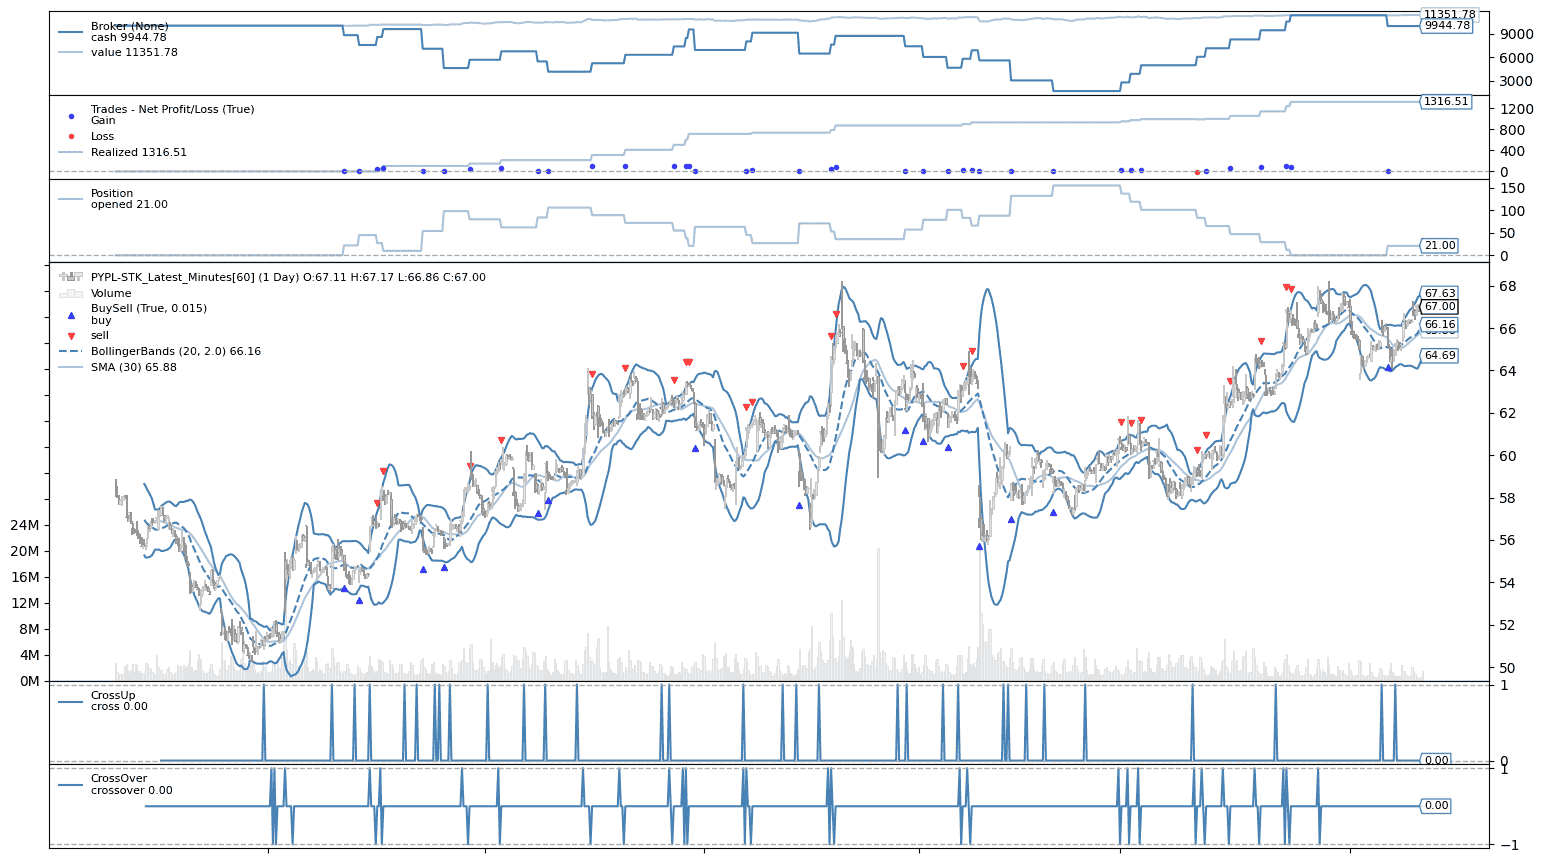 Broker (None)
cash 9944.78
value 11351.78
11351.78
9944.78
9000
6000
3000
Trades - Net Profit/Loss (True)
Gain
Loss
Realized 1316.51
1316.51
1200
800
400
0
Position
opened 21.00
150
100
50
21.00
0
PYPL-STK_Latest_Minutes[60] (1 Day) O:67.11 H:67.17 L:66.86 C:67.00
Volume
BuySell (True, 0.015)
buy
sell
BollingerBands (20, 2.0) 66.16
SMA (30) 65.88
68
67.63
67.00
66.16
66
64.69
64
62
60
58
56
54
52
50
24M
20M
16M
12M
8M
4M
0M
CrossUp
cross 0.00
1
0.00
0
CrossOver
crossover 0.00
1
0.00
−1